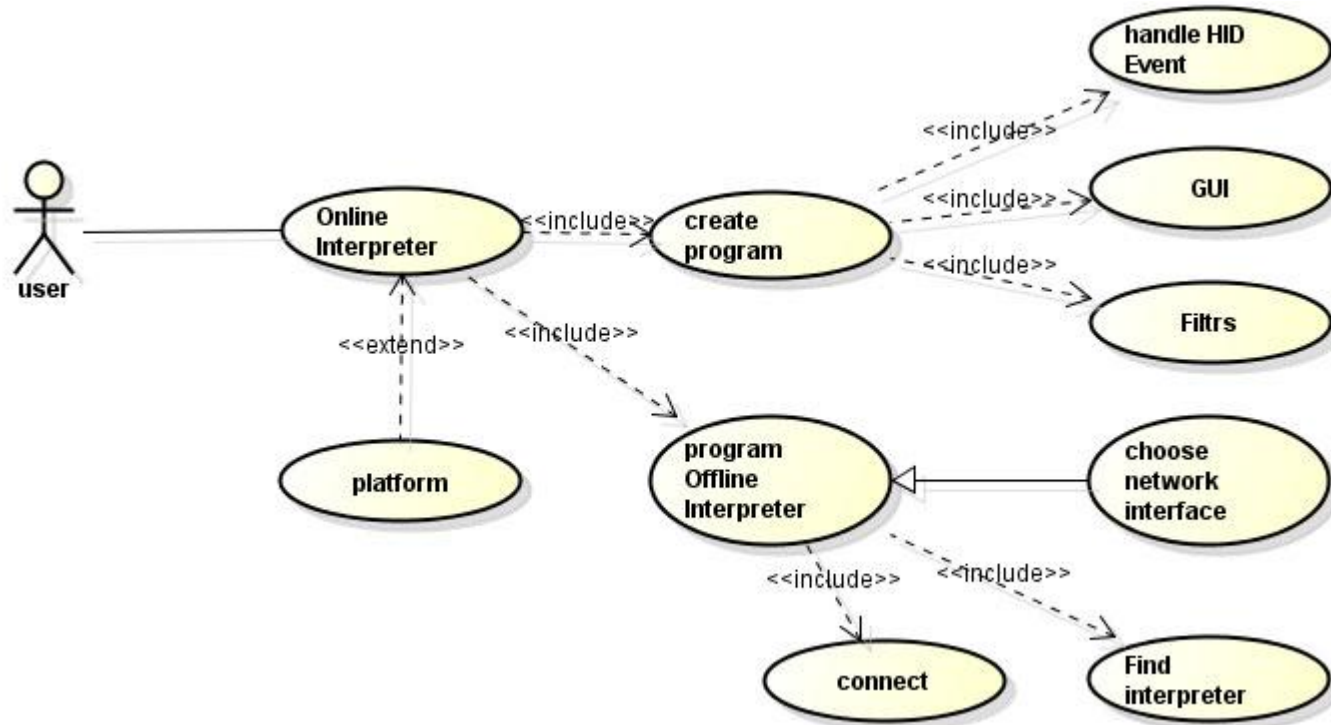 handle HID
Event
<<include>>
GUI
<<include>>
Online
Interpreter
<<include>>
create
program
<<include>>
Filtrs
user
<<extend>>
<<include>>
platform
program
Offline
Interpreter
choose
network
interface
<<include>>
<<include>>
connect
Find
interpreter